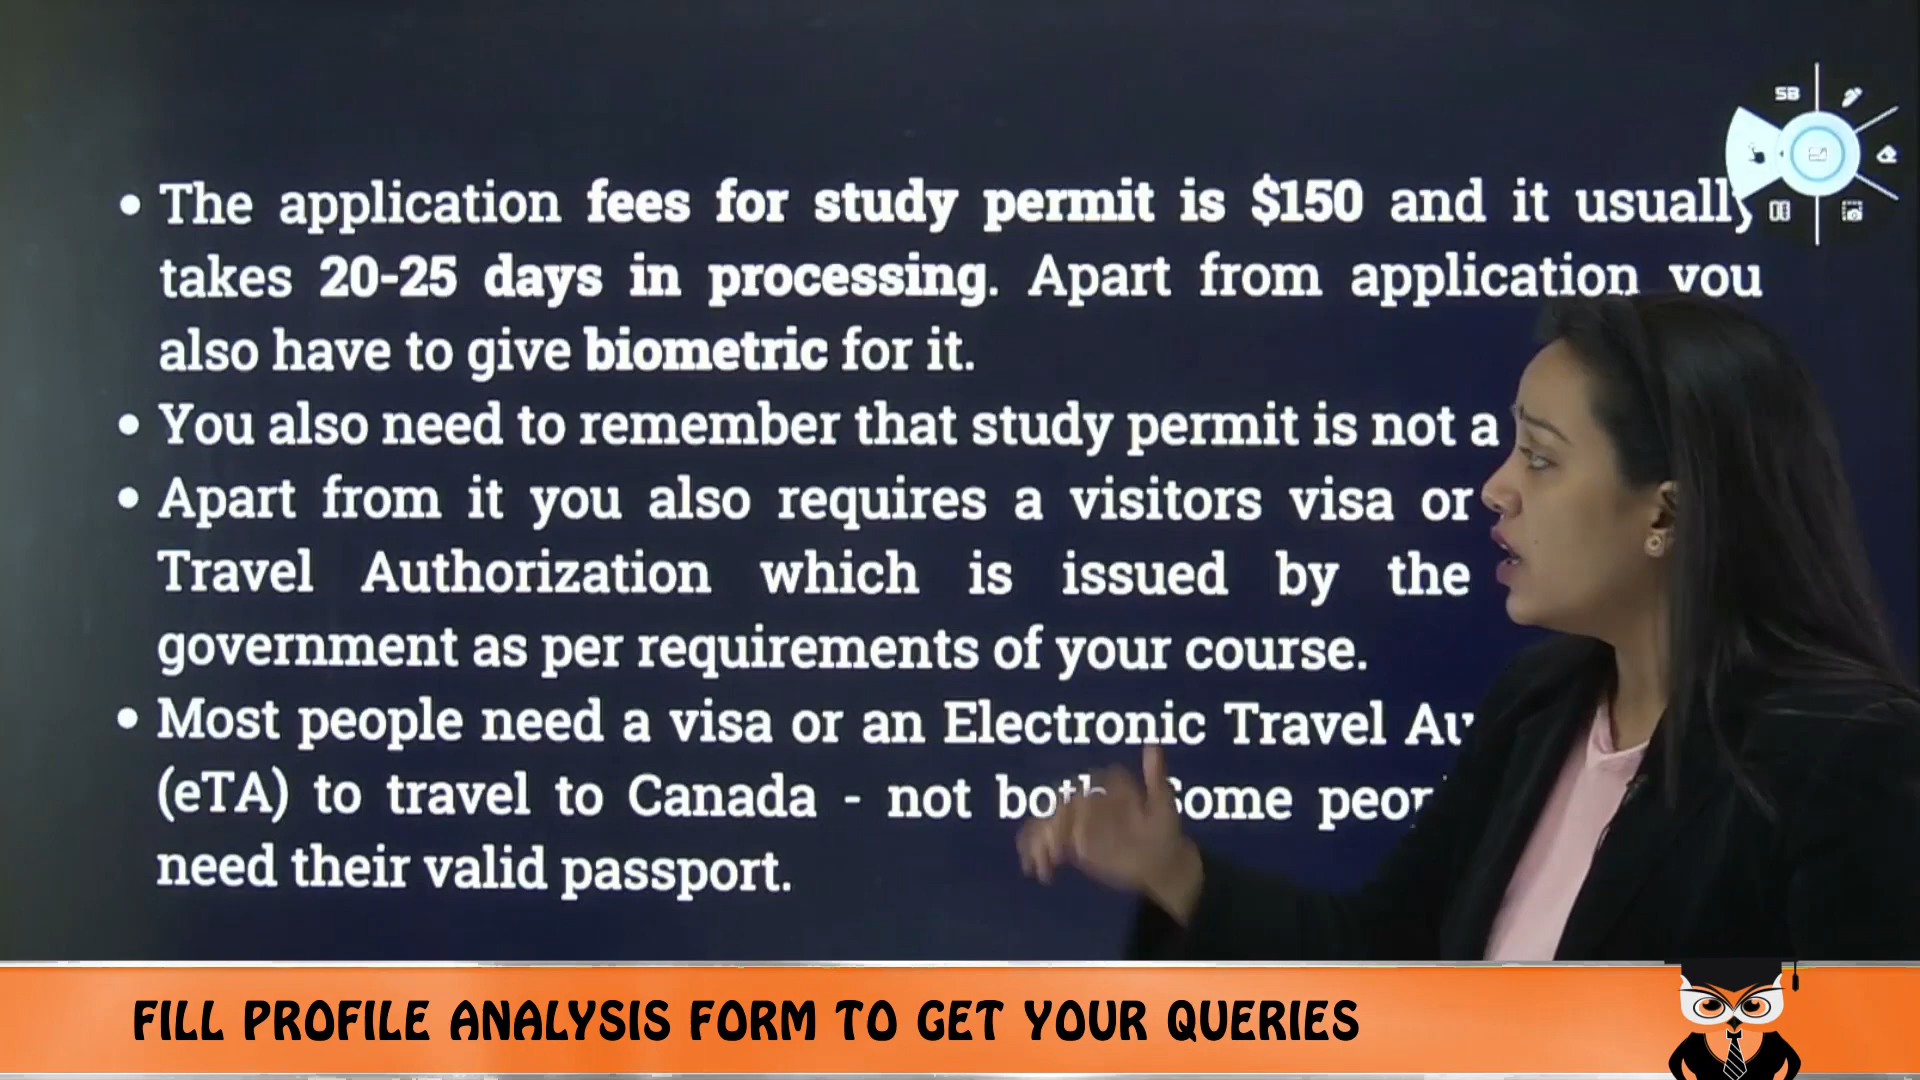 SB
• The application fees for study permit is $150 and it usually
takes 20-25 days in processing. Apart from application you
also have to give biometric for it.
• You also need to remember that study permit is not a
• Apart from it you also requires a visitors visa or
Travel Authorization which is issued by the
government as per requirements of your course.
• Most people need a visa or an Electronic Travel
(eTA) to travel to Canada - not both. Some
need their valid passport.
FILL PROFILE ANALYSIS FORM TO GET YOUR QUERIES